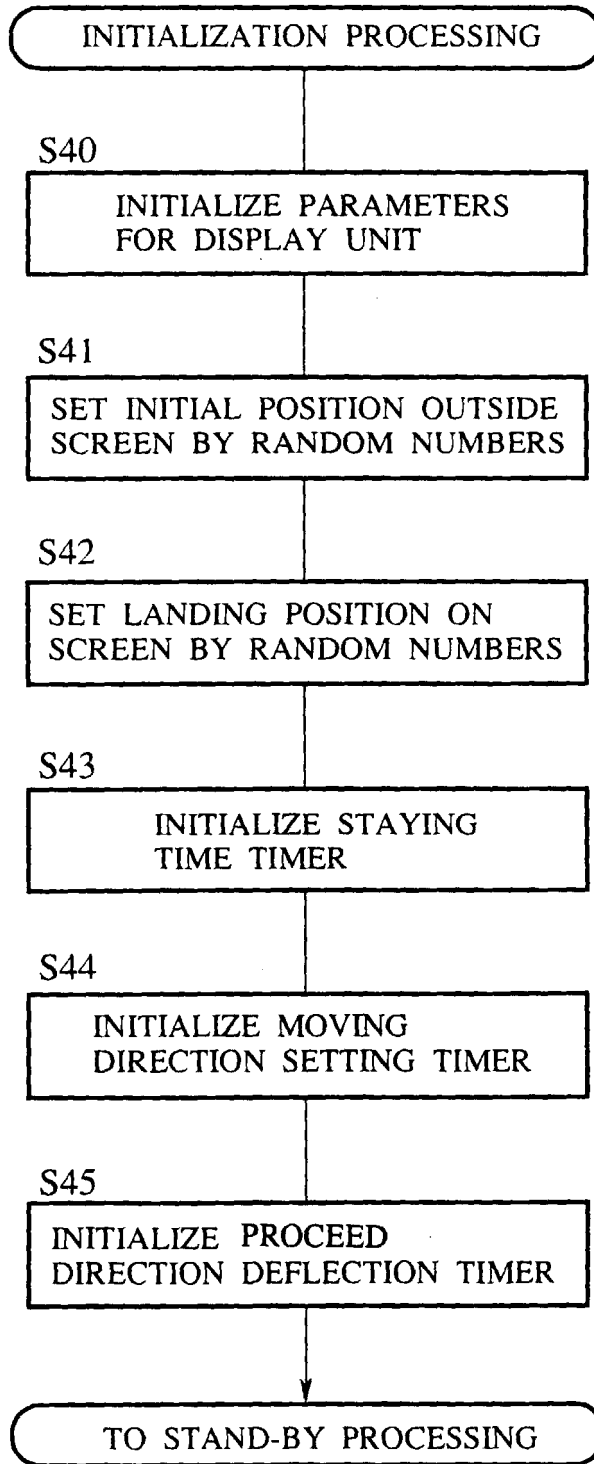 INITIALIZATION PROCESSING
S40
INITIALIZE PARAMETERS
FOR DISPLAY UNIT
S41
SET INITIAL POSITION OUTSIDE
SCREEN BY RANDOM NUMBERS
S42
SET LANDING POSITION ON
SCREEN BY RANDOM NUMBERS
S43
INITIALIZE STAYING
TIME TIMER
S44
INITIALIZE MOVING
DIRECTION SETTING TIMER
S45
INITIALIZE PROCEED
DIRECTION DEFLECTION TIMER
TO STAND-BY PROCESSING